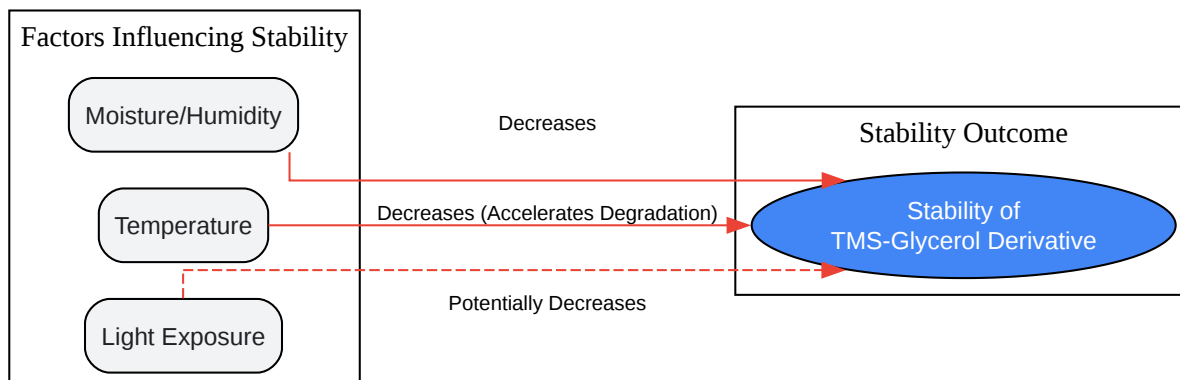 Factors Influencing Stability
Moisture/Humidity
Decreases
Stability Outcome
Temperature
Decreases (Accelerates Degradation)
Stability of
TMS-Glycerol Derivative
Light Exposure
Potentially Decreases